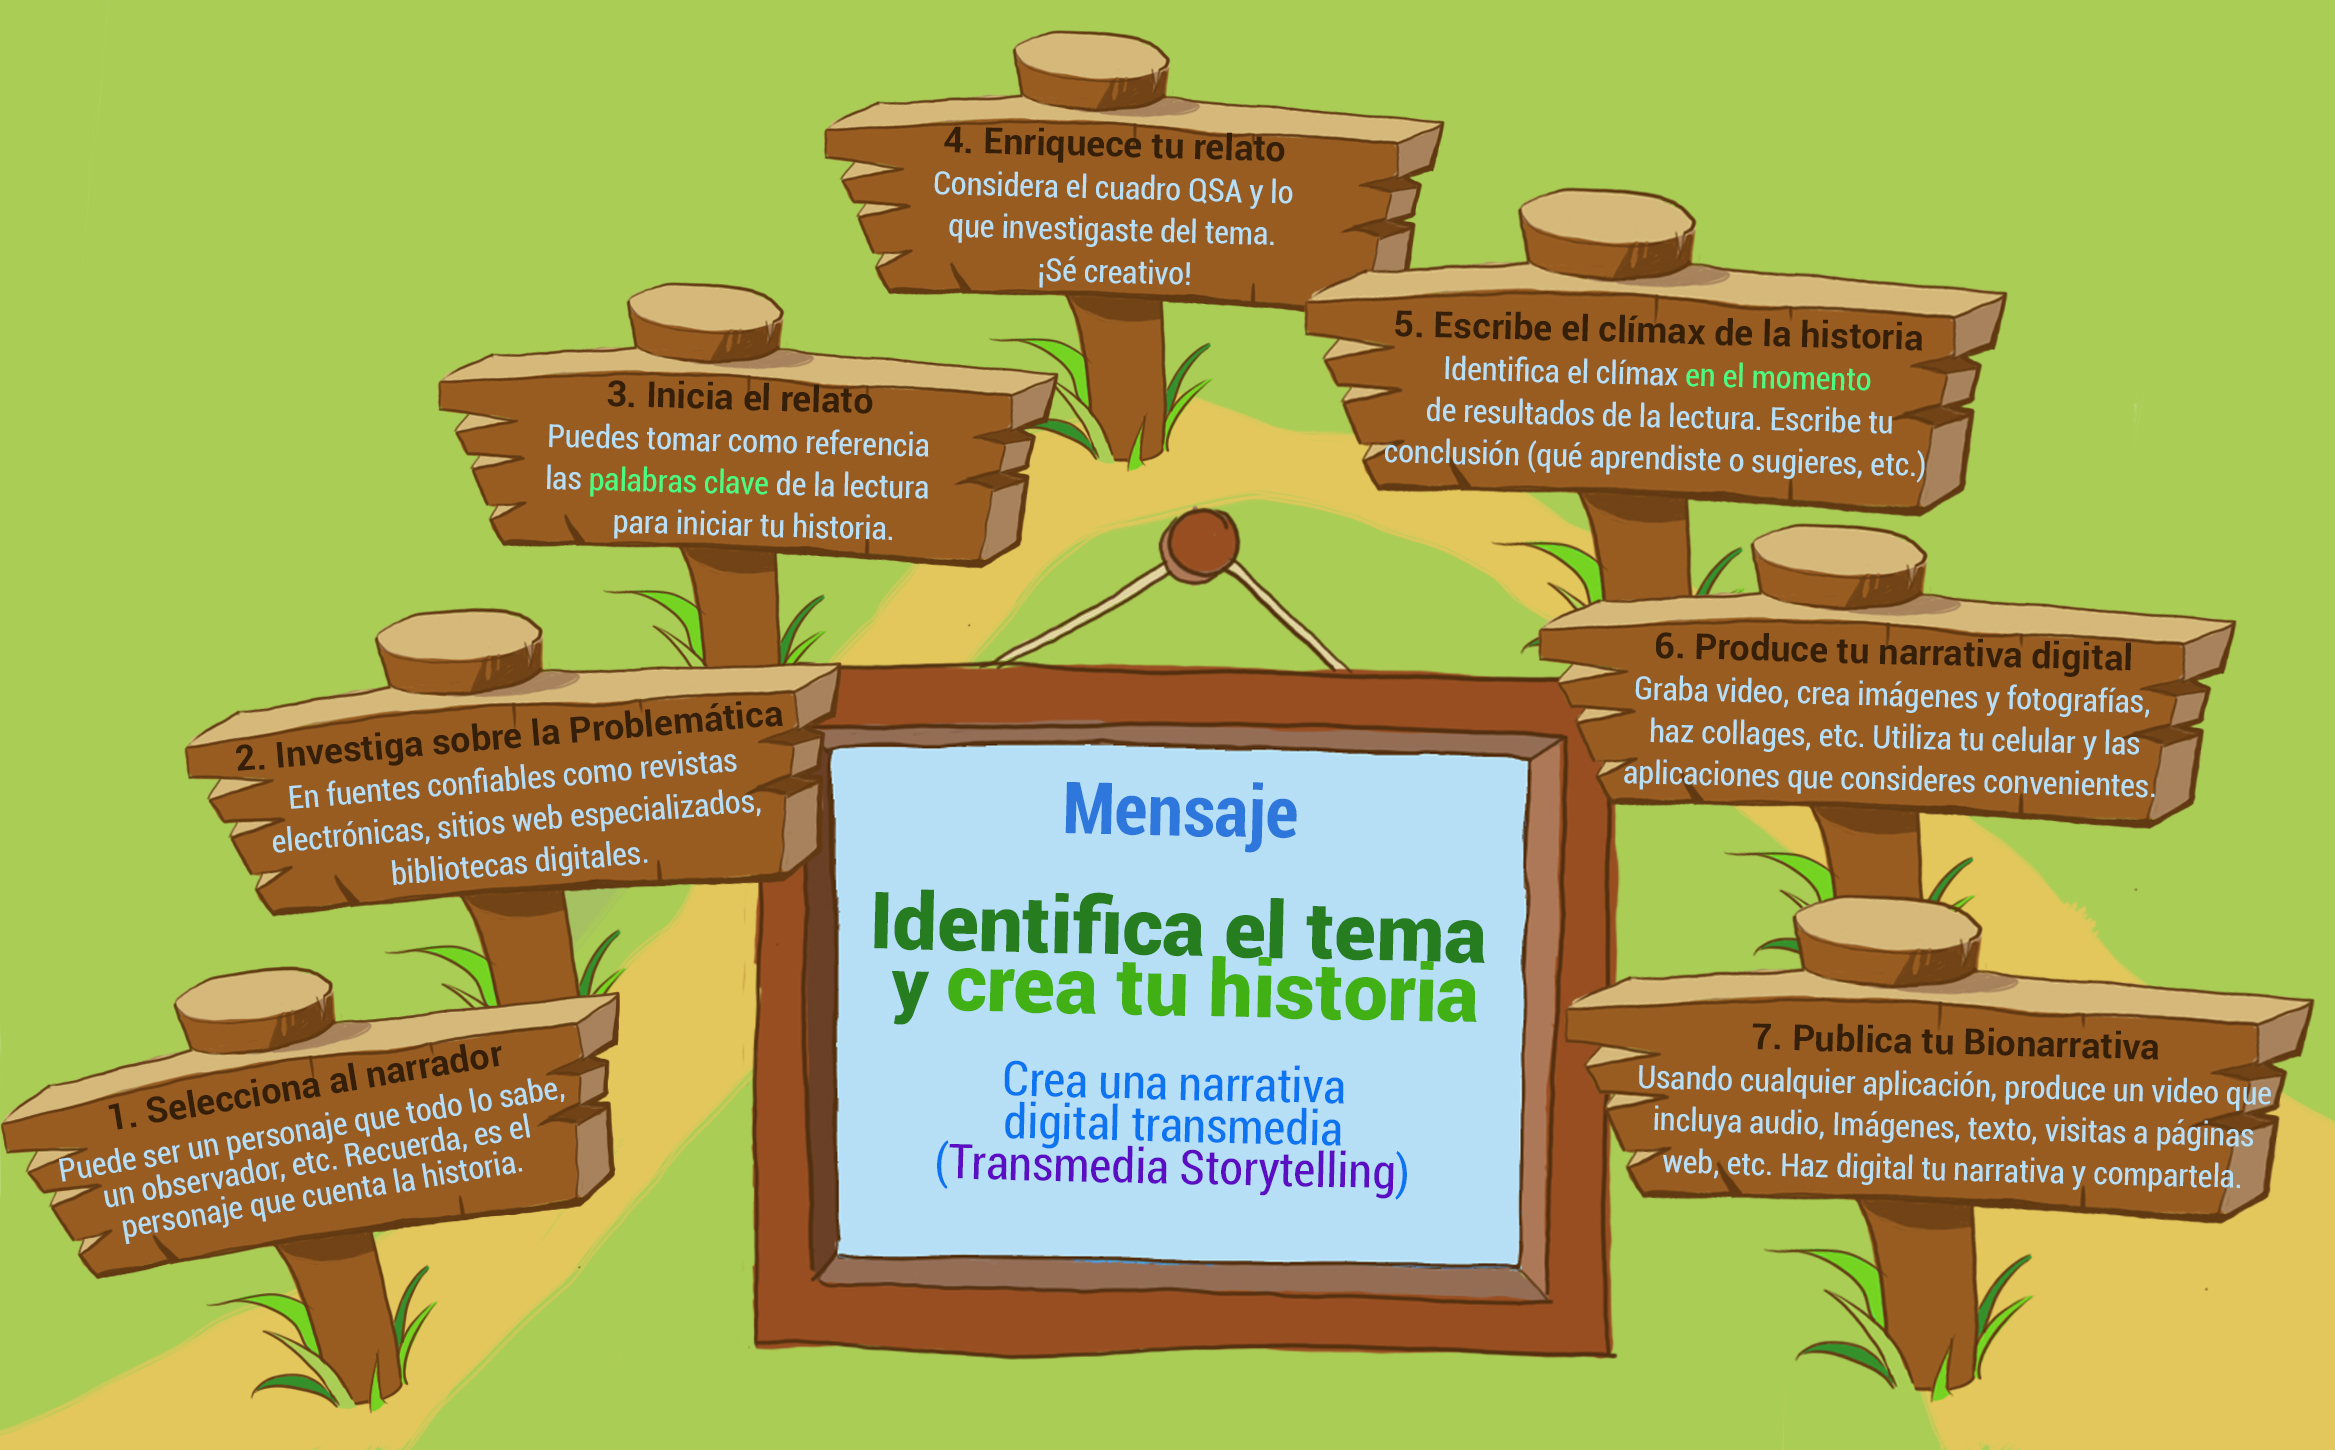 4. Enriquece tu relato
Considera el cuadro QSA y lo
que investigaste del tema.
¡Sé creativo!
5. Escribe el clímax de la historia
Identifica el clímax en el momento
de resultados de la lectura. Escribe tu
conclusión (qué aprendiste o sugieres, etc.)
3. Inicia el relato
Puedes tomar como referencia
las palabras clave de la lectura
para iniciar tu historia.
6. Produce tu narrativa digital
Graba video, crea imágenes y fotografías,
haz collages, etc. Utiliza tu celular y las
aplicaciones que consideres convenientes.
2. Investiga sobre la Problemática
En fuentes confiables como revistas
electrónicas, sitios web especializados,
bibliotecas digitales.
Mensaje
Identifica el tema
y crea tu historia
Crea una narrativa
digital transmedia
(Transmedia Storytelling)
1. Selecciona al narrador
Puede ser un personaje que todo lo sabe,
un observador, etc. Recuerda, es el
personaje que cuenta la historia.
7. Publica tu Bionarrativa
Usando cualquier aplicación, produce un video que
incluya audio, Imágenes, texto, visitas a páginas
web, etc. Haz digital tu narrativa y compartela.